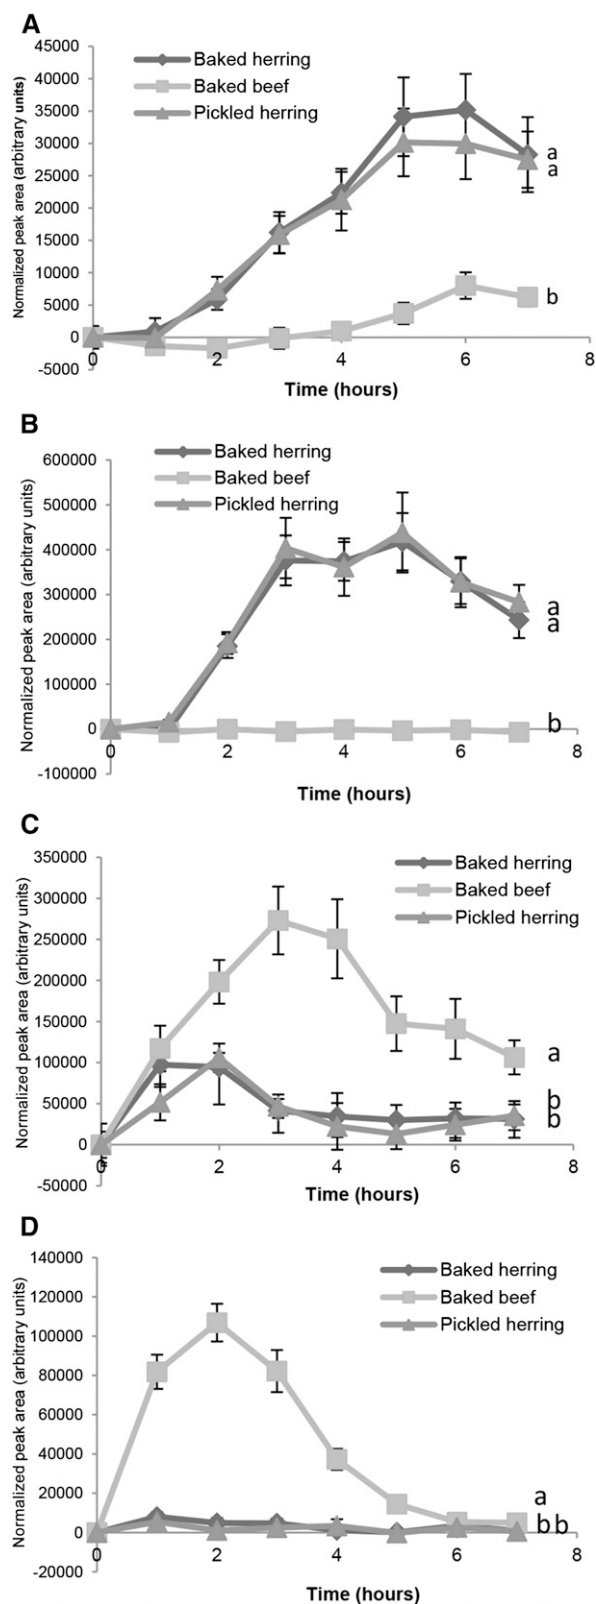 A
Normalized peak area (arbitrary units)
45000
40000
35000
30000
25000
20000
15000
10000
5000
0
-5000
Baked herring
Baked beef
Pickled herring
a
a
b
0 2 4 6 8
Time (hours)
B
Normalized peak area (arbitrary units)
600000
500000
400000
300000
200000
100000
0
-100000
Baked herring
Baked beef
Pickled herring
a
a
b
0 2 4 6 8
Time (hours)
C
Normalized peak area (arbitrary units)
350000
300000
250000
200000
150000
100000
50000
0
-50000
Baked herring
Baked beef
Pickled herring
a
b
b
0 2 4 6 8
Time (hours)
D
Normalized peak area (arbitrary units)
140000
120000
100000
80000
60000
40000
20000
0
-20000
Baked herring
Baked beef
Pickled herring
a
b b
0 2 4 6 8
Time (hours)